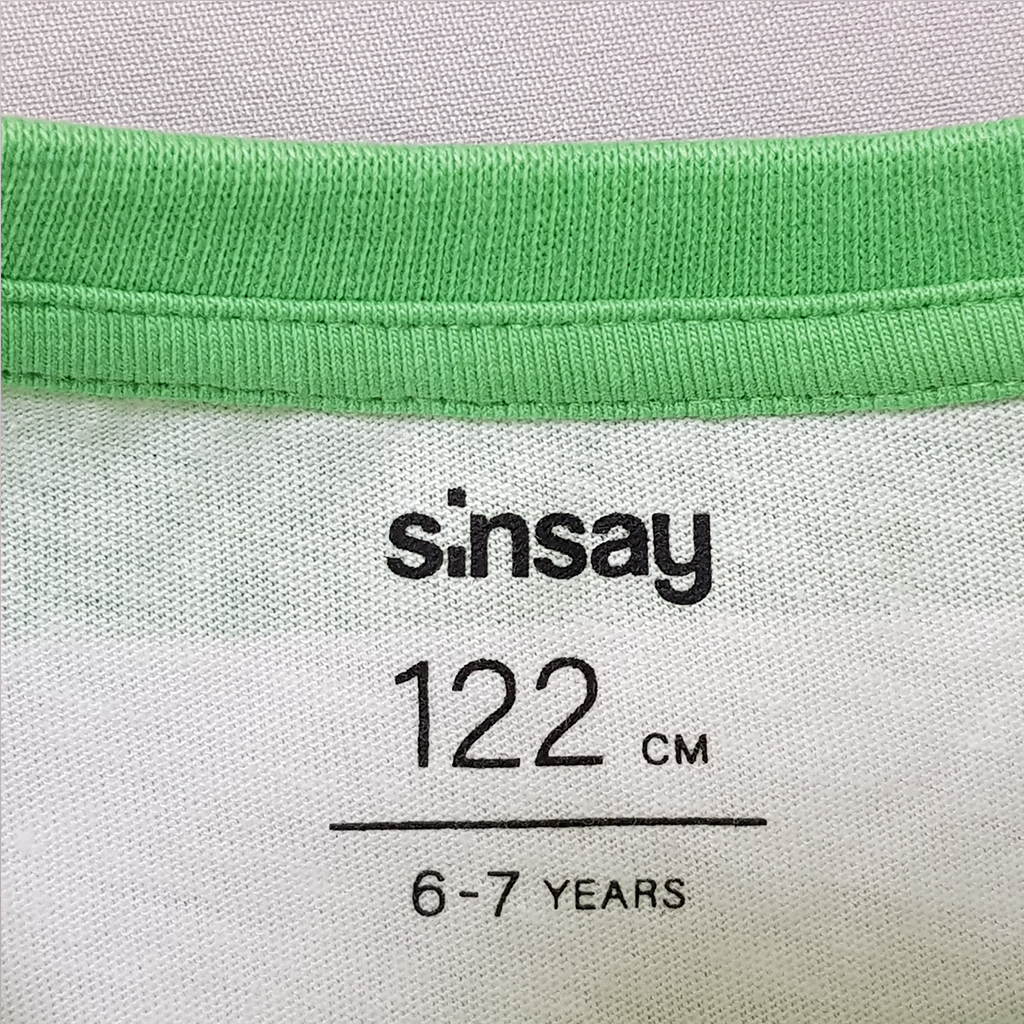 sinsay
122 CM
6-7 YEARS